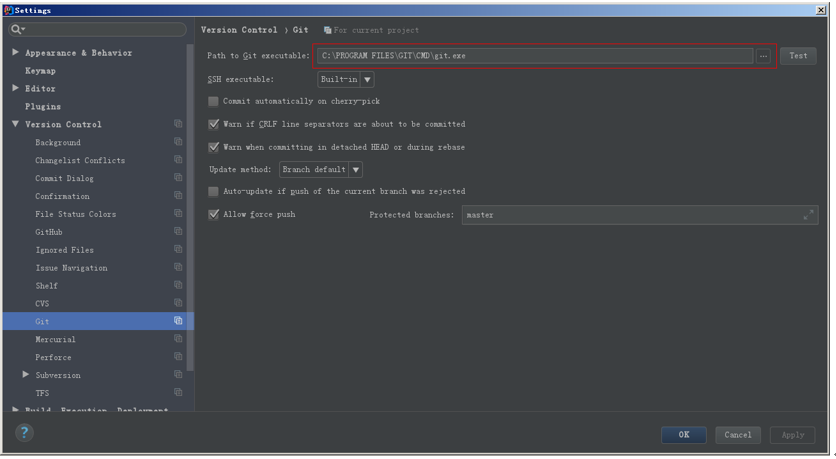 Settings
Version Control › Git
For current project
Appearance & Behavior
Keymap
Editor
Plugins
Version Control
Background
Changelist Conflicts
Commit Dialog
Confirmation
File Status Colors
GitHub
Ignored Files
Issue Navigation
Shelf
CVS
Git
Mercurial
Perforce
Subversion
TFS
Build, Execution, Deployment
Path to Git executable:
C:\PROGRAM FILES\GIT\CMD\git.exe
...
Test
SSH executable:
Built-in
Commit automatically on cherry-pick
Warn if CRLF line separators are about to be committed
Warn when committing in detached HEAD or during rebase
Update method:
Branch default
Auto-update if push of the current branch was rejected
Allow force push
Protected branches:
master
?
OK
Cancel
Apply